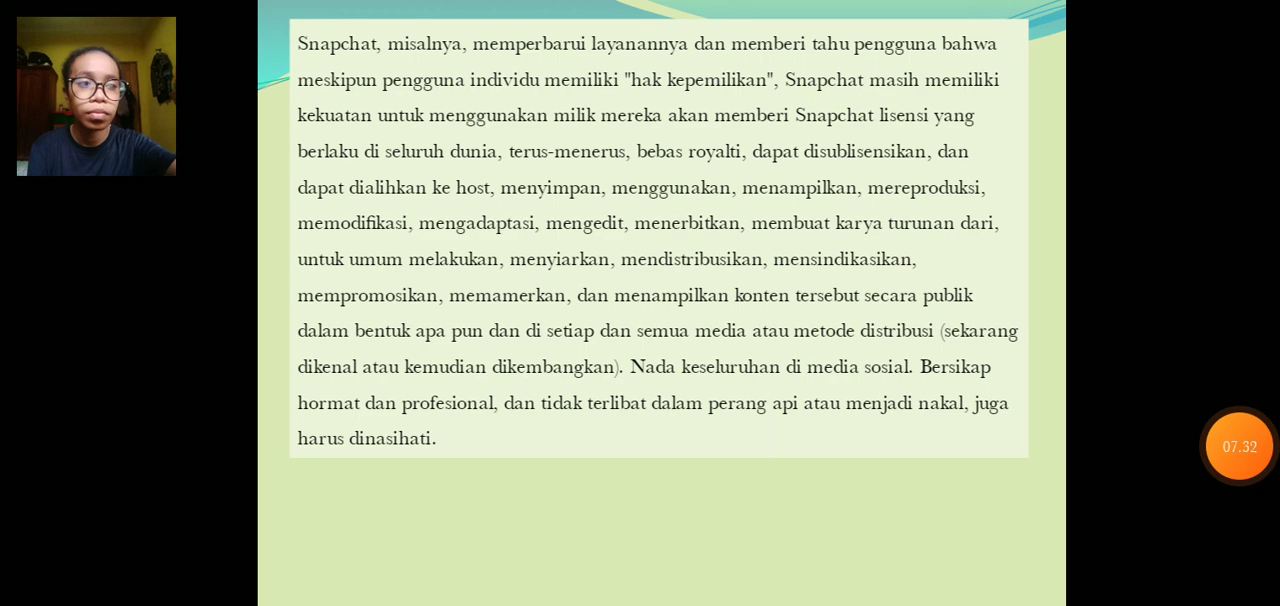 Snapchat, misalnya, memperbarui layanannya dan memberi tahu pengguna bahwa
meskipun pengguna individu memiliki "hak kepemilikan", Snapchat masih memiliki
kekuatan untuk menggunakan milik mereka akan memberi Snapchat lisensi yang
berlaku di seluruh dunia, terus-menerus, bebas royalti, dapat disublisensikan, dan
dapat dialihkan ke host, menyimpan, menggunakan, menampilkan, mereproduksi,
memodifikasi, mengadaptasi, mengedit, menerbitkan, membuat karya turunan dari,
untuk umum melakukan, menyiarkan, mendistribusikan, mensindikasikan,
mempromosikan, memamerkan, dan menampilkan konten tersebut secara publik
dalam bentuk apa pun dan di setiap dan semua media atau metode distribusi (sekarang
dikenal atau kemudian dikembangkan). Nada keseluruhan di media sosial. Bersikap
hormat dan profesional, dan tidak terlibat dalam perang api atau menjadi nakal, juga
harus dinasihati.
07.32